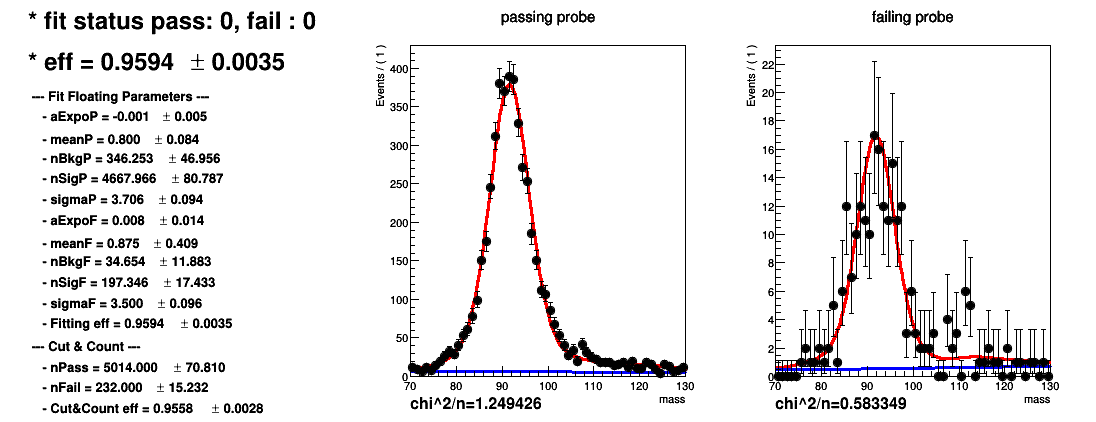 * fit status pass: 0, fail : 0
* eff = 0.9594 ± 0.0035
--- Fit Floating Parameters ---
- aExpoP = -0.001 ± 0.005
- meanP = 0.800 ± 0.084
- nBkgP = 346.253 ± 46.956
- nSigP = 4667.966 ± 80.787
- sigmaP = 3.706 ± 0.094
- aExpoF = 0.008 ± 0.014
- meanF = 0.875 ± 0.409
- nBkgF = 34.654 ± 11.883
- nSigF = 197.346 ± 17.433
- sigmaF = 3.500 ± 0.096
- Fitting eff = 0.9594 ± 0.0035
--- Cut & Count ---
- nPass = 5014.000 ± 70.810
- nFail = 232.000 ± 15.232
- Cut&Count eff = 0.9558 ± 0.0028
passing probe
Events / ( 1 )
400
350
300
250
200
150
100
50
0
70 80 90 100 110 120 130
mass
chi^2/n=1.249426
failing probe
Events / ( 1 )
22
20
18
16
14
12
10
8
6
4
2
0
70 80 90 100 110 120 130
mass
chi^2/n=0.583349